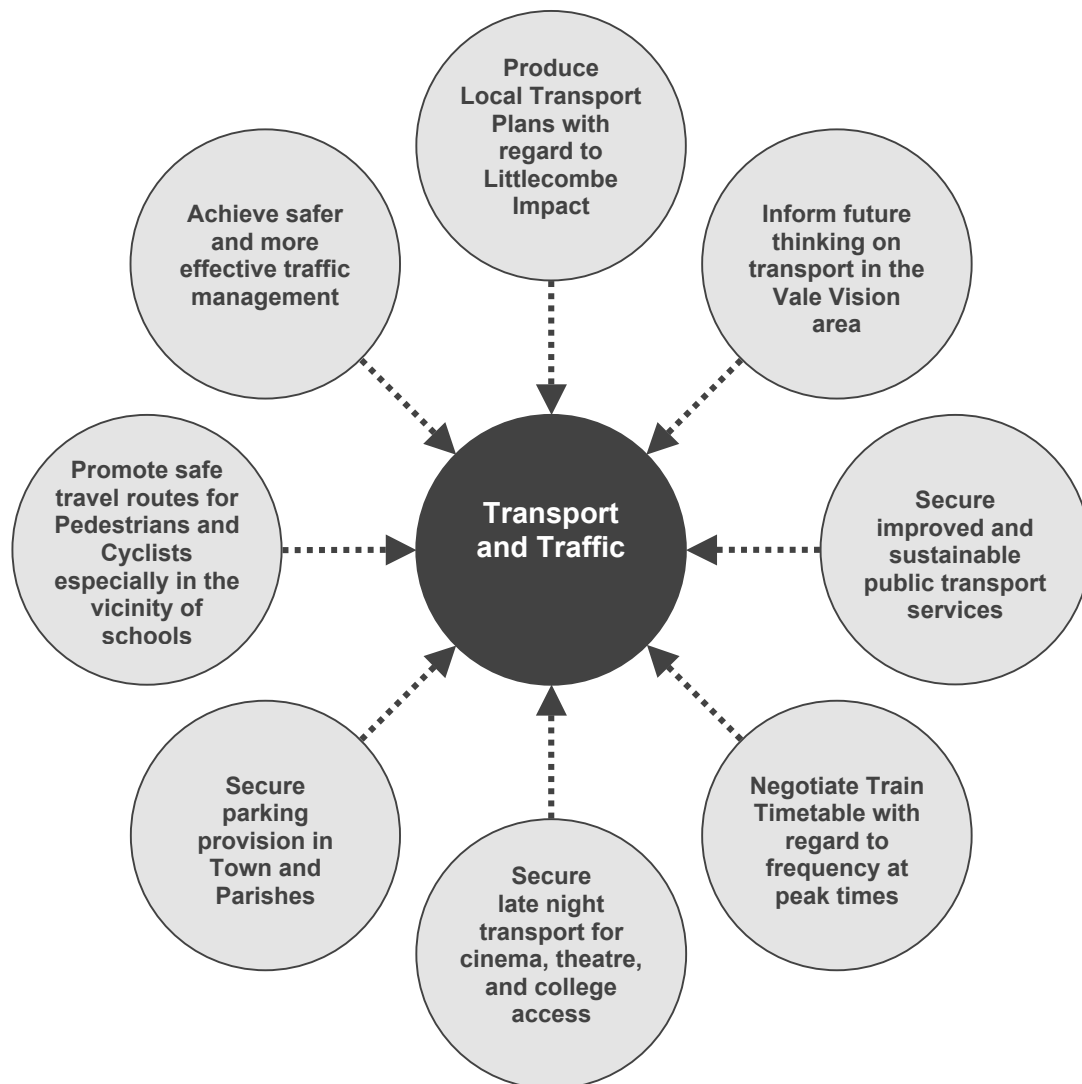 Produce
Local Transport
Plans with
regard to
Littlecombe
Impact
Inform future
thinking on
transport in the
Vale Vision
area
Secure
improved and
sustainable
public transport
services
Negotiate Train
Timetable with
regard to
frequency at
peak times
Secure
late night
transport for
cinema, theatre,
and college
access
Secure
parking
provision in
Town and
Parishes
Promote safe
travel routes for
Pedestrians and
Cyclists
especially in the
vicinity of
schools
Achieve safer
and more
effective traffic
management
Transport
and Traffic